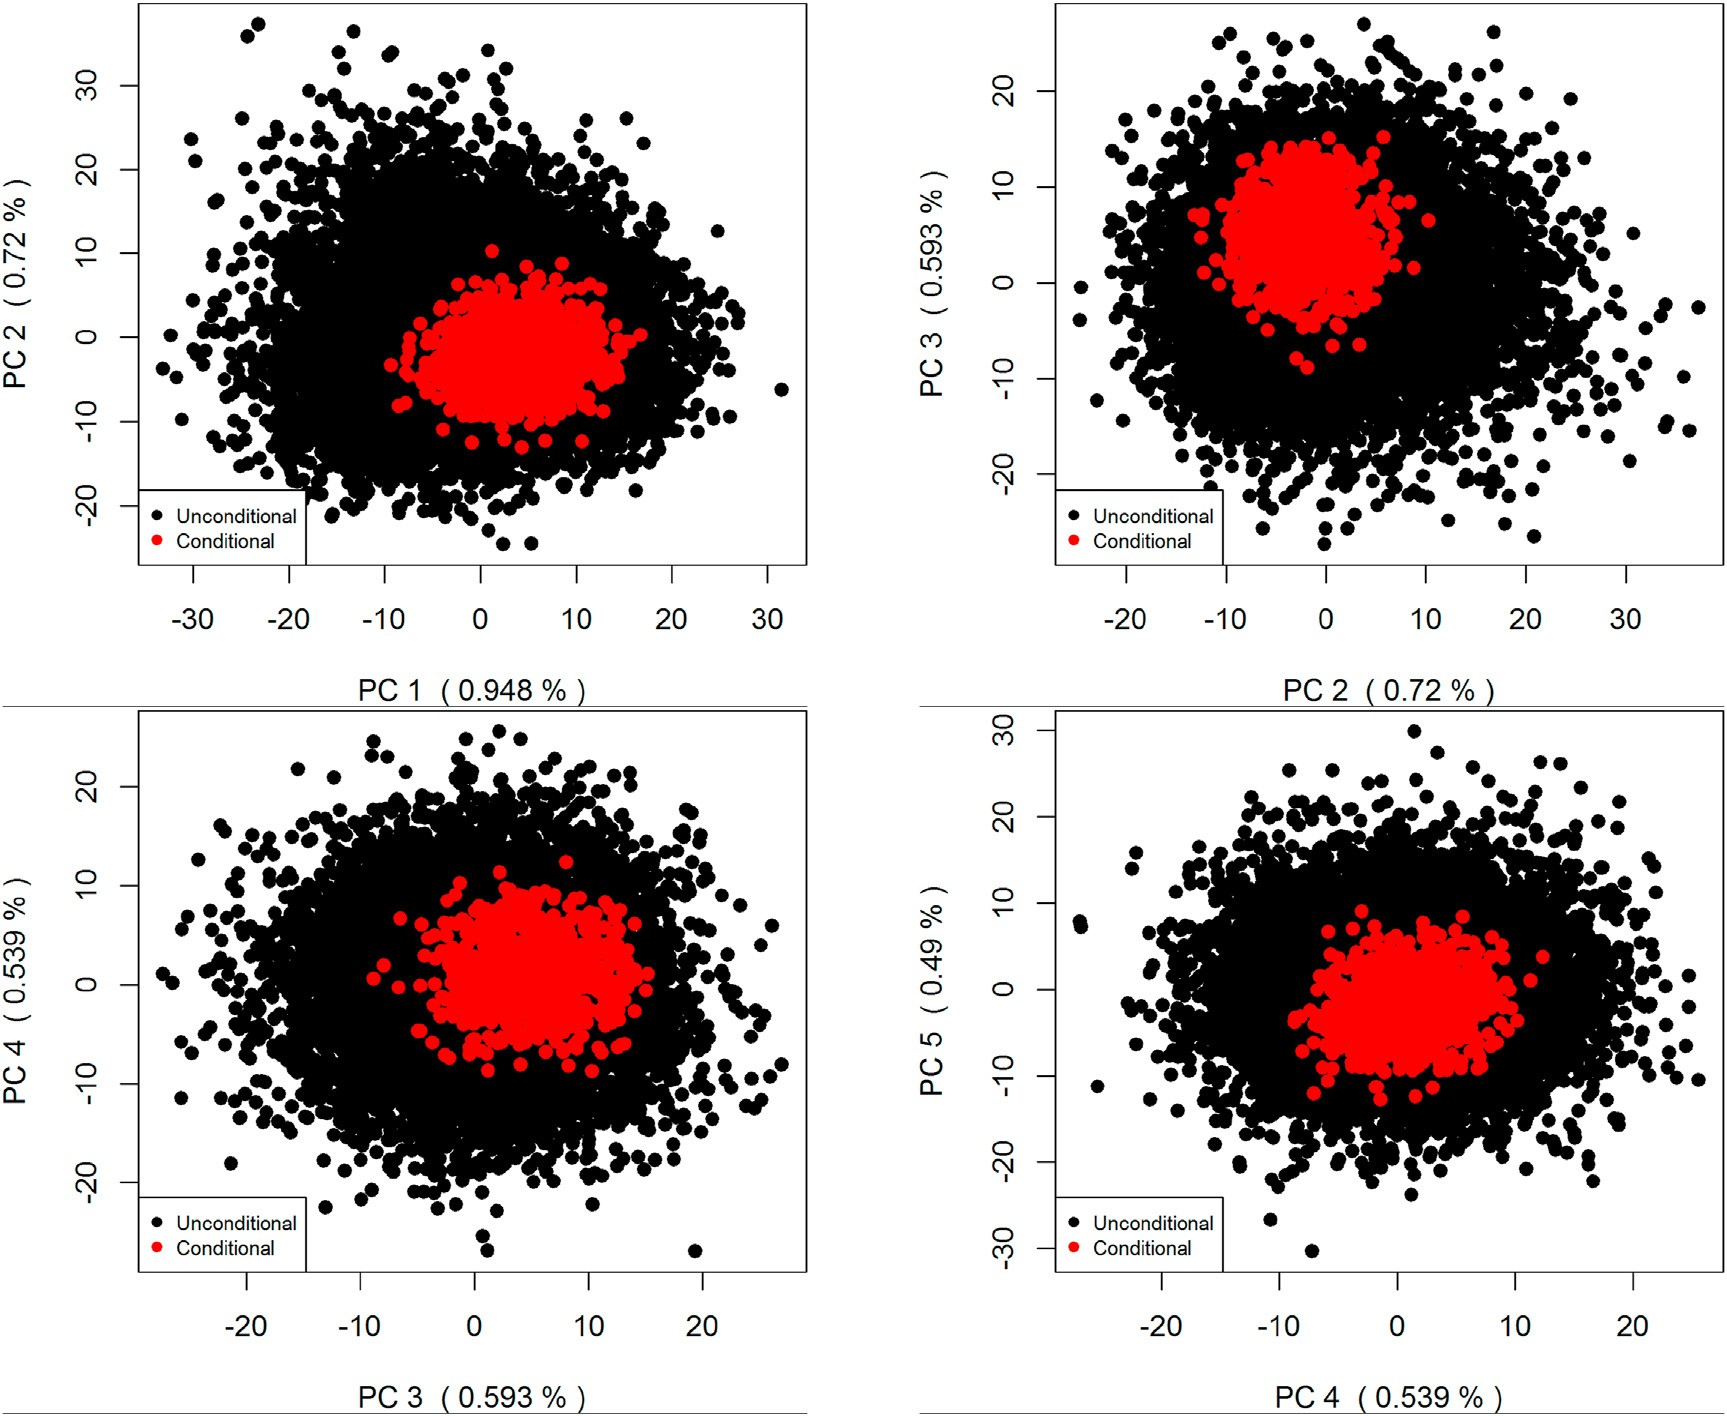 PC 2 ( 0.72 % )
30
20
10
0
-10
-20
Unconditional
Conditional
-30 -20 -10 0 10 20 30
PC 1 ( 0.948 % )
PC 3 ( 0.593 % )
20
10
0
-10
-20
Unconditional
Conditional
-20 -10 0 10 20 30
PC 2 ( 0.72 % )
PC 4 ( 0.539 % )
20
10
0
-10
-20
Unconditional
Conditional
-20 -10 0 10 20
PC 3 ( 0.593 % )
PC 5 ( 0.49 % )
30
20
10
0
-10
-20
-30
Unconditional
Conditional
-20 -10 0 10 20
PC 4 ( 0.539 % )